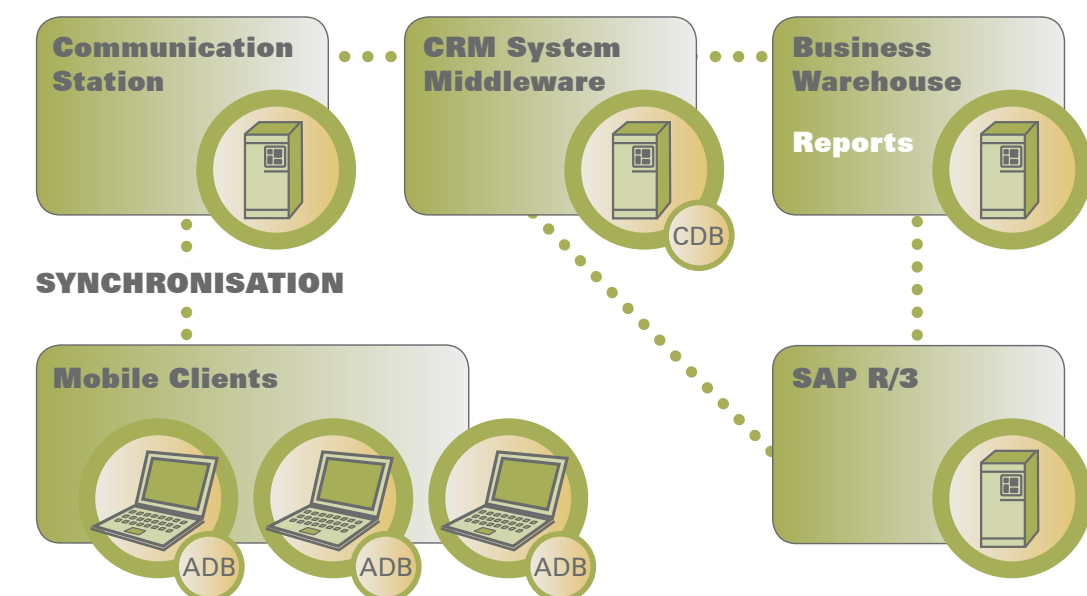 Communication
Station
CRM System
Middleware
CDB
Business
Warehouse
Reports
SYNCHRONISATION
Mobile Clients
ADB
ADB
ADB
SAP R/3